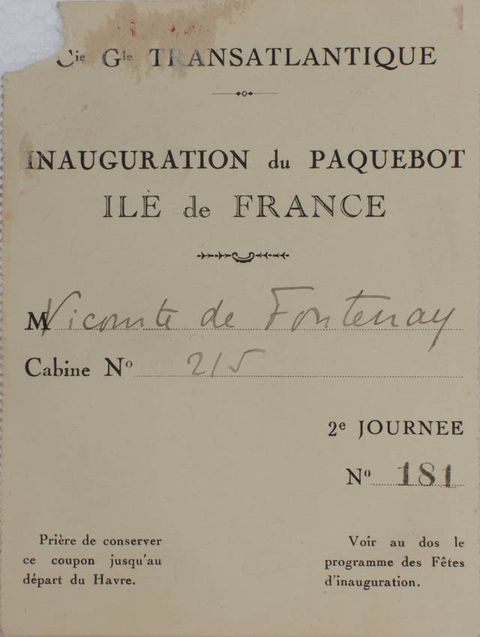 Cie Gle TRANSATLANTIQUE
INAUGURATION du PAQUEBOT
ILE de FRANCE
M Vicomte de Fontenay
Cabine No 215
2e JOURNEE
No 181
Prière de conserver
ce coupon jusqu'au
départ du Havre.
Voir au dos le
programme des Fêtes
d'inauguration.